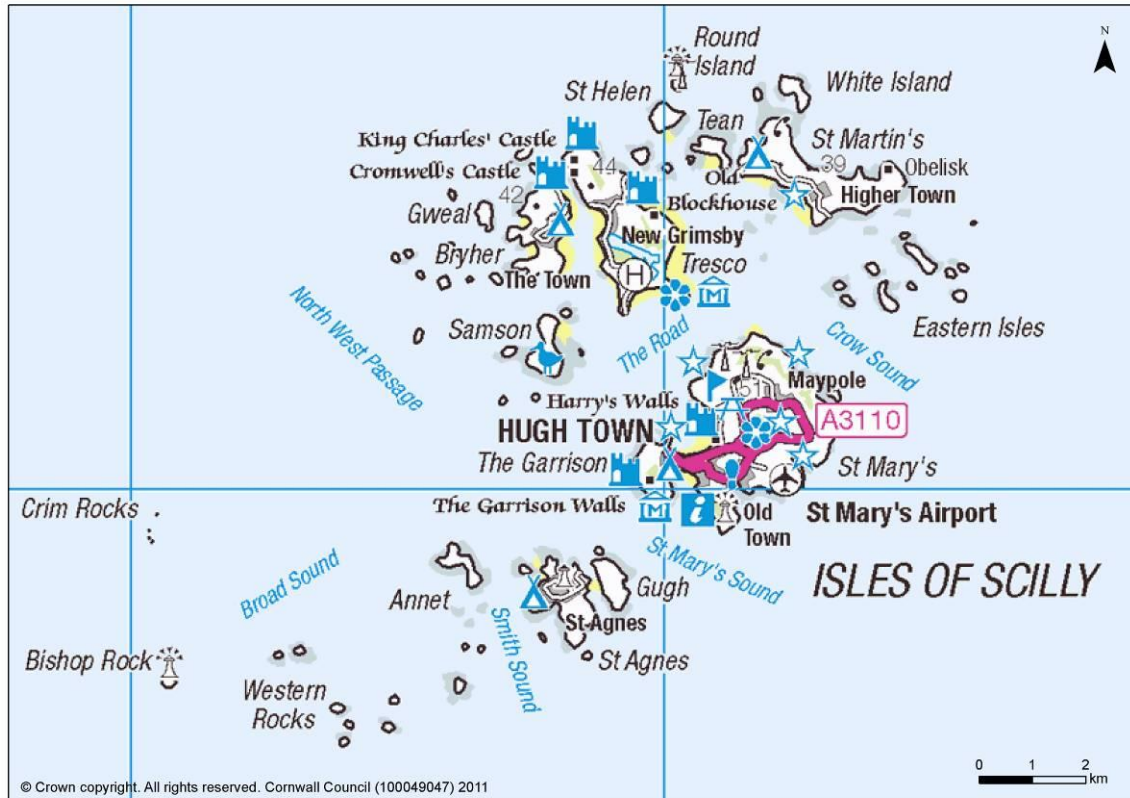 N
Round
Island
White Island
St Helen
Tean
St Martin's
King Charles' Castle
39
Obelisk
Cromwell's Castle
44
Old
Higher Town
42
Blockhouse
Gweal
New Grimsby
Bryher
The Town
H
Tresco
M
North West Passage
Samson
The Road
Crow Sound
Eastern Isles
Maypole
51
Harry's Walls
A3110
HUGH TOWN
The Garrison
St Mary's
Crim Rocks
The Garrison Walls
M
i
Old
Town
St Mary's Airport
Broad Sound
St Mary's Sound
ISLES OF SCILLY
Annet
Gugh
Smith Sound
St Agnes
St Agnes
Bishop Rock
Western
Rocks
0 1 2
km
© Crown copyright. All rights reserved. Cornwall Council (100049047) 2011